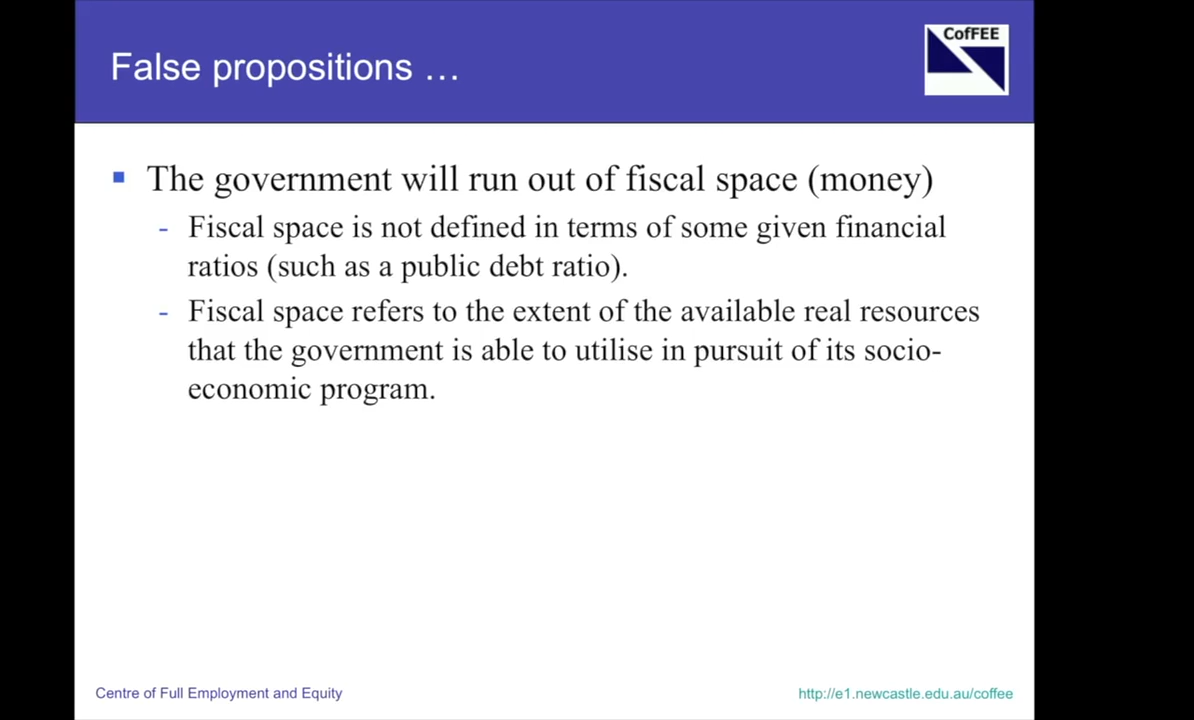 False propositions …
CofFEE
▪ The government will run out of fiscal space (money)
- Fiscal space is not defined in terms of some given financial
ratios (such as a public debt ratio).
- Fiscal space refers to the extent of the available real resources
that the government is able to utilise in pursuit of its socio-
economic program.
Centre of Full Employment and Equity
http://e1.newcastle.edu.au/coffee